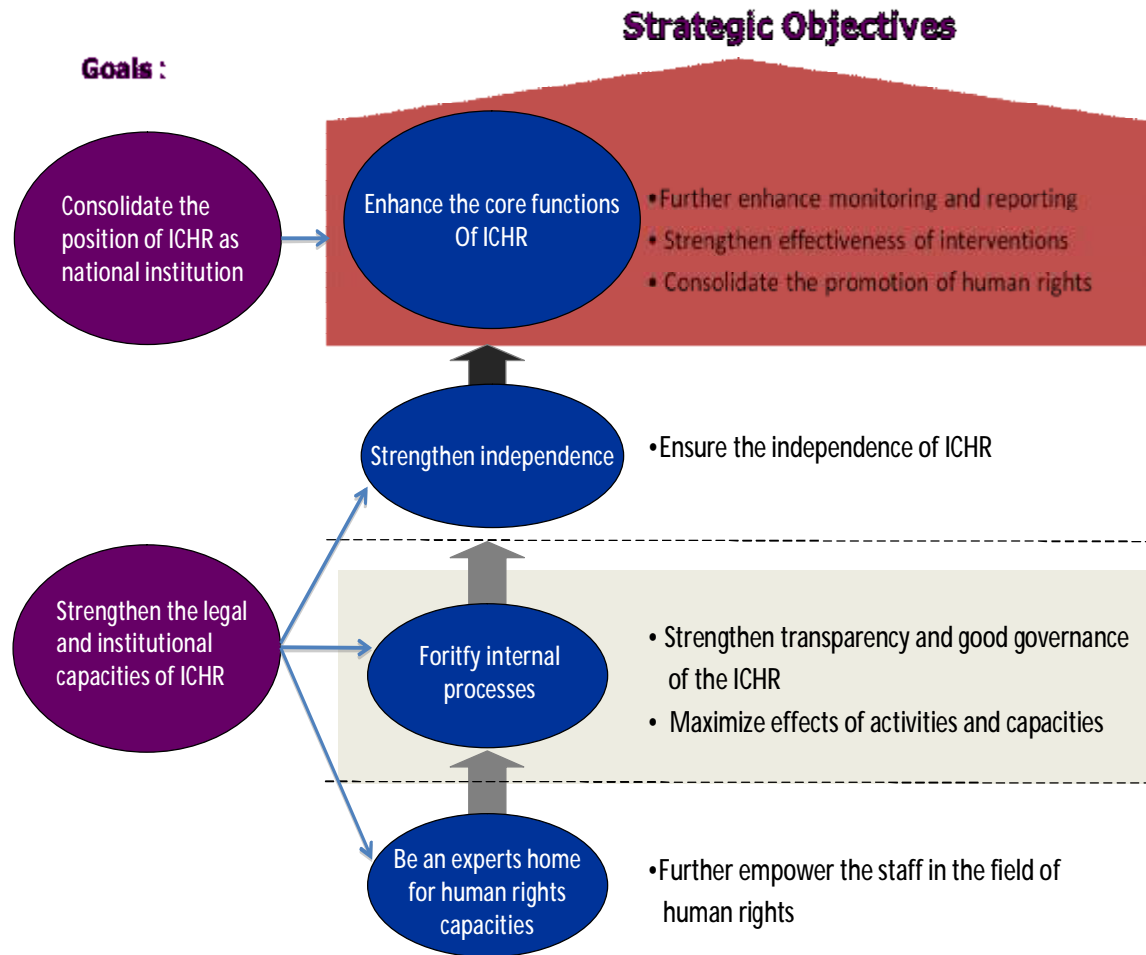 Strategic Objectives
Goals :
Consolidate the
position of ICHR as
national institution
Enhance the core functions
Of ICHR
•Further enhance monitoring and reporting
• Strengthen effectiveness of interventions
• Consolidate the promotion of human rights
Strengthen independence
•Ensure the independence of ICHR
Strengthen the legal
and institutional
capacities of ICHR
Foritfy internal
processes
• Strengthen transparency and good governance
of the ICHR
• Maximize effects of activities and capacities
Be an experts home
for human rights
capacities
•Further empower the staff in the field of
human rights